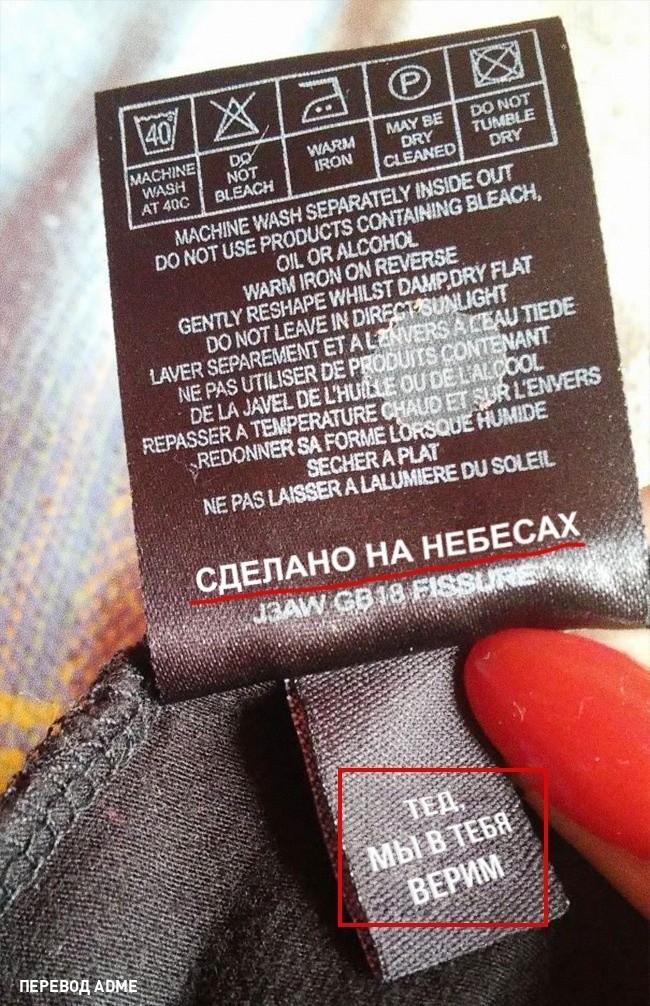 40
P
MACHINE WASH AT 40C
DO NOT BLEACH
WARM IRON
MAY BE DRY CLEANED
DO NOT TUMBLE DRY
MACHINE WASH SEPARATELY INSIDE OUT
DO NOT USE PRODUCTS CONTAINING BLEACH,
OIL OR ALCOHOL
WARM IRON ON REVERSE
GENTLY RESHAPE WHILST DAMP,DRY FLAT
DO NOT LEAVE IN DIRECT SUNLIGHT
LAVER SEPAREMENT ET A L'ENVERS A L'EAU TIEDE
NE PAS UTILISER DE PRODUITS CONTENANT
DE LA JAVEL DE L'HUILLE OU DE L'ALCOOL
REPASSER A TEMPERATURE CHAUD ET SUR L'ENVERS
REDONNER SA FORME LORSQUE HUMIDE
SECHER A PLAT
NE PAS LAISSER A LALUMIERE DU SOLEIL
СДЕЛАНО НА НЕБЕСАХ
J3AW GB18 FISSURE
ТЕД,
МЫ В ТЕБЯ
ВЕРИМ
ПЕРЕВОД ADME